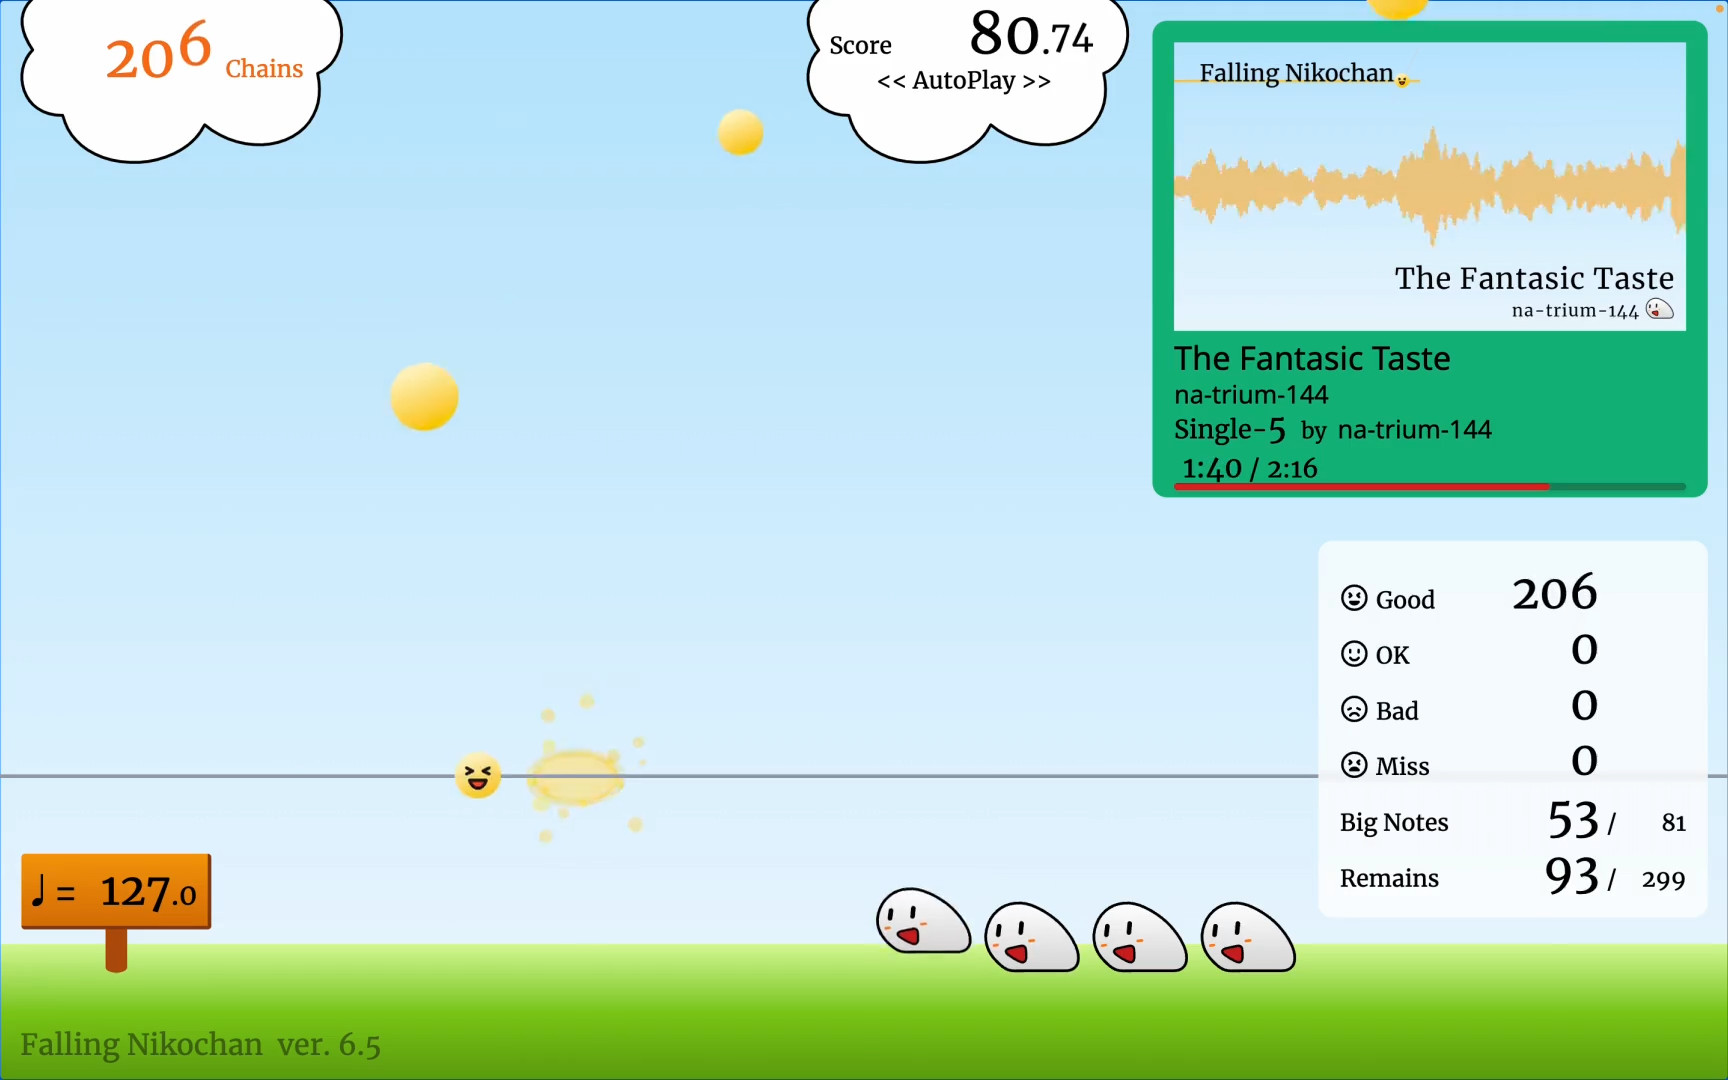 206 Chains
Score 80.74
<< AutoPlay >>
Falling Nikochan
The Fantasic Taste
na-trium-144
The Fantasic Taste
na-trium-144
Single-5 by na-trium-144
1:40 / 2:16
Good 206
OK 0
Bad 0
Miss 0
Big Notes 53 / 81
Remains 93 / 299
♩ = 127.0
Falling Nikochan ver. 6.5